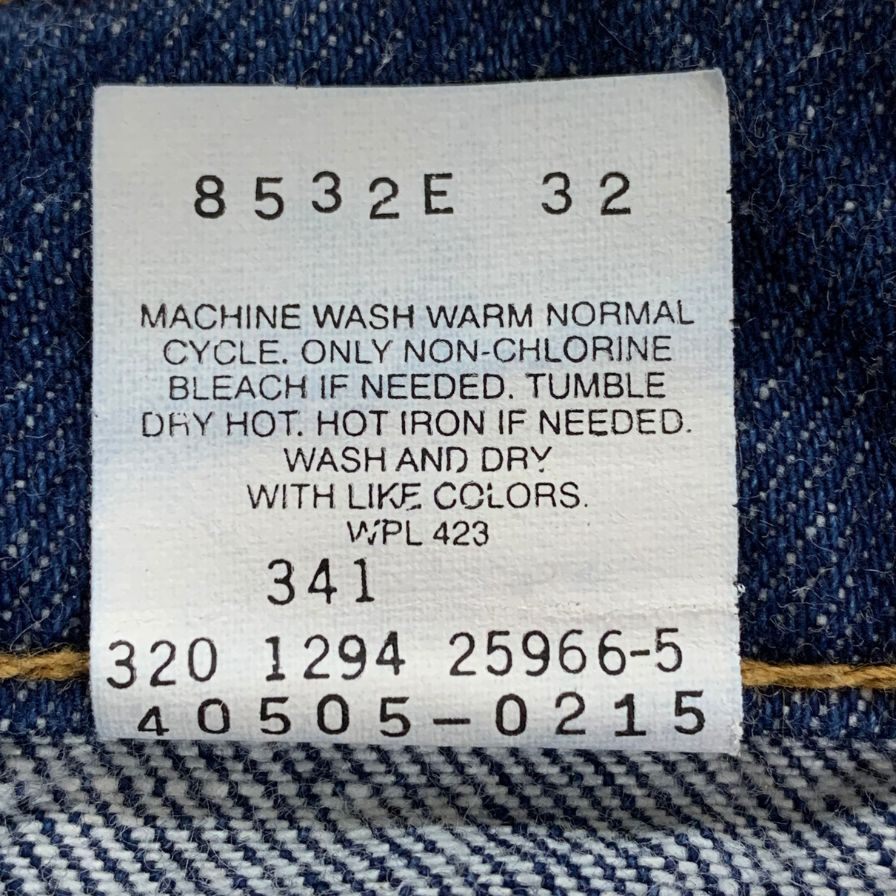 8532E 32
MACHINE WASH WARM NORMAL
CYCLE. ONLY NON-CHLORINE
BLEACH IF NEEDED. TUMBLE
DRY HOT. HOT IRON IF NEEDED.
WASH AND DRY
WITH LIKE COLORS.
WPL 423
341
320 1294 25966-5
40505-0215